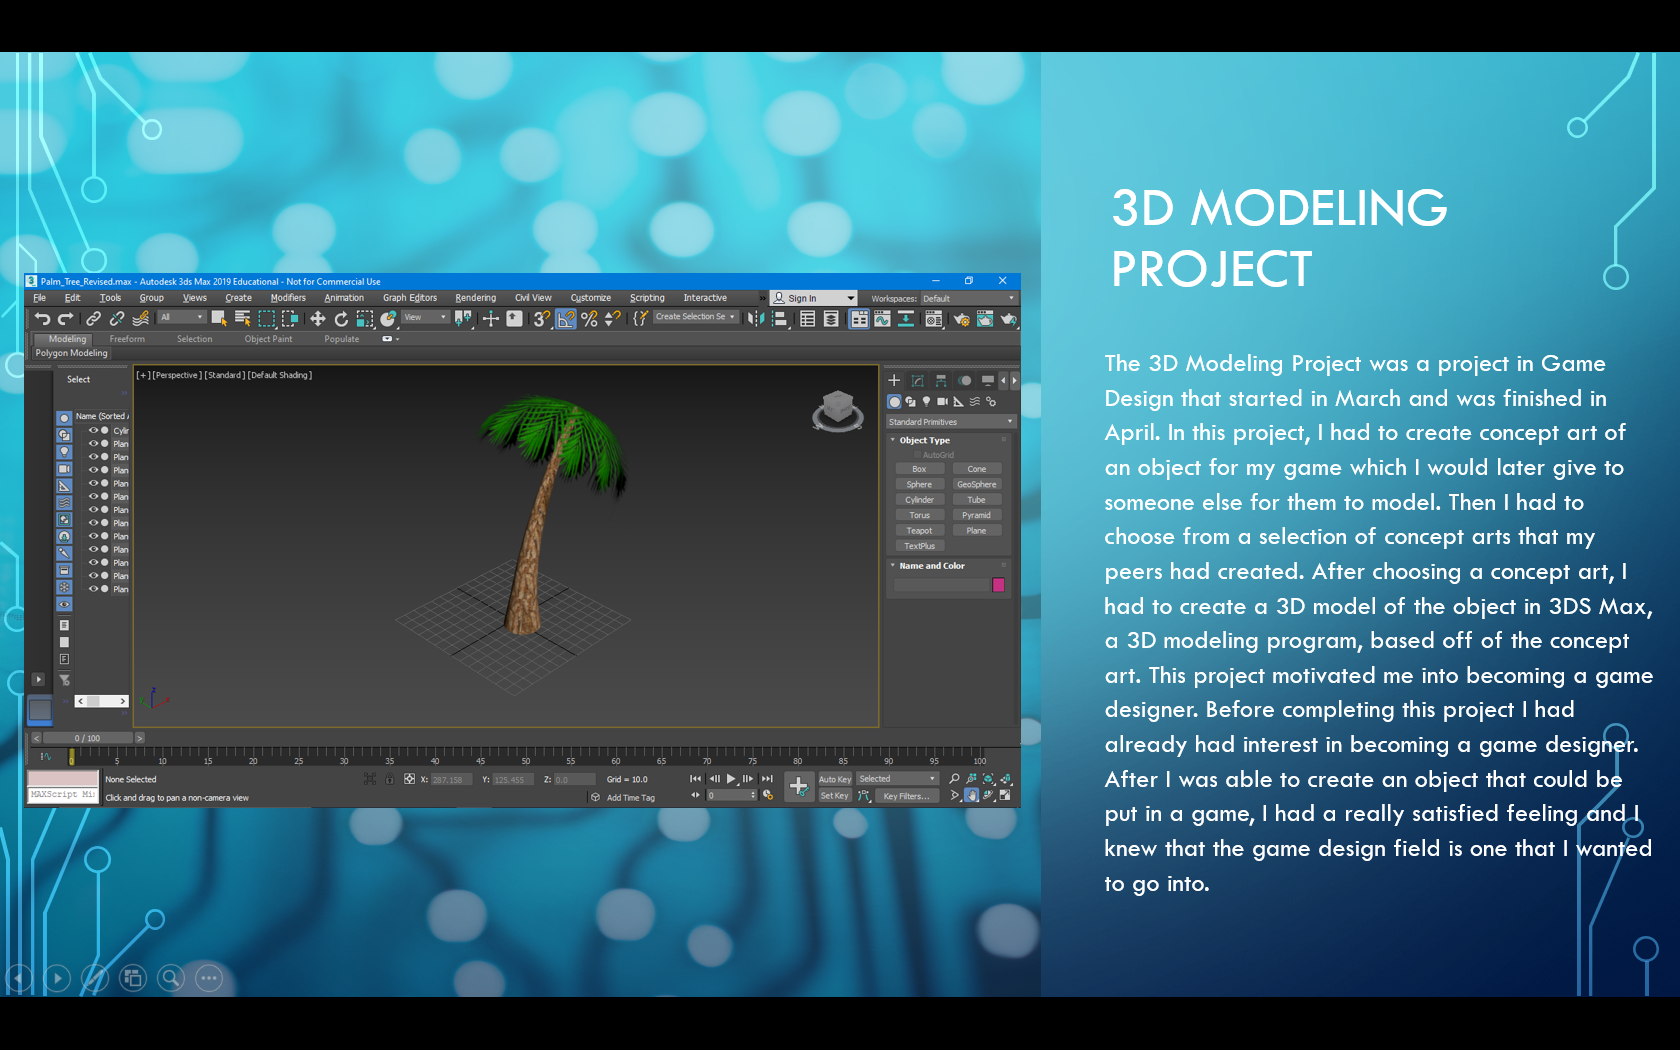 Palm_Tree_Revised.max - Autodesk 3ds Max 2019 Educational - Not for Commercial Use
File Edit Tools Group Views Create Modifiers Animation Graph Editors Rendering Civil View Customize Scripting Interactive » Sign In Workspaces: Default
All View Create Selection Se
Modeling Freeform Selection Object Paint Populate
Polygon Modeling
Select
Name (Sorted A
Cylir
Plan
Plan
Plan
Plan
Plan
Plan
Plan
Plan
Plan
Plan
Plan
Plan
[+] [Perspective] [Standard] [Default Shading]
Standard Primitives
Object Type
AutoGrid
Box Cone
Sphere GeoSphere
Cylinder Tube
Torus Pyramid
Teapot Plane
TextPlus
Name and Color
z
0 / 100
0 5 10 15 20 25 30 35 40 45 50 55 60 65 70 75 80 85 90 95 100
None Selected X: 287.158 Y: 125.455 Z: 0.0 Grid = 10.0 Auto Key Selected
MAXScript Mi: Click and drag to pan a non-camera view Add Time Tag 0 Set Key Key Filters...
3D MODELING
PROJECT
The 3D Modeling Project was a project in Game
Design that started in March and was finished in
April. In this project, I had to create concept art of
an object for my game which I would later give to
someone else for them to model. Then I had to
choose from a selection of concept arts that my
peers had created. After choosing a concept art, I
had to create a 3D model of the object in 3DS Max,
a 3D modeling program, based off of the concept
art. This project motivated me into becoming a game
designer. Before completing this project I had
already had interest in becoming a game designer.
After I was able to create an object that could be
put in a game, I had a really satisfied feeling and I
knew that the game design field is one that I wanted
to go into.